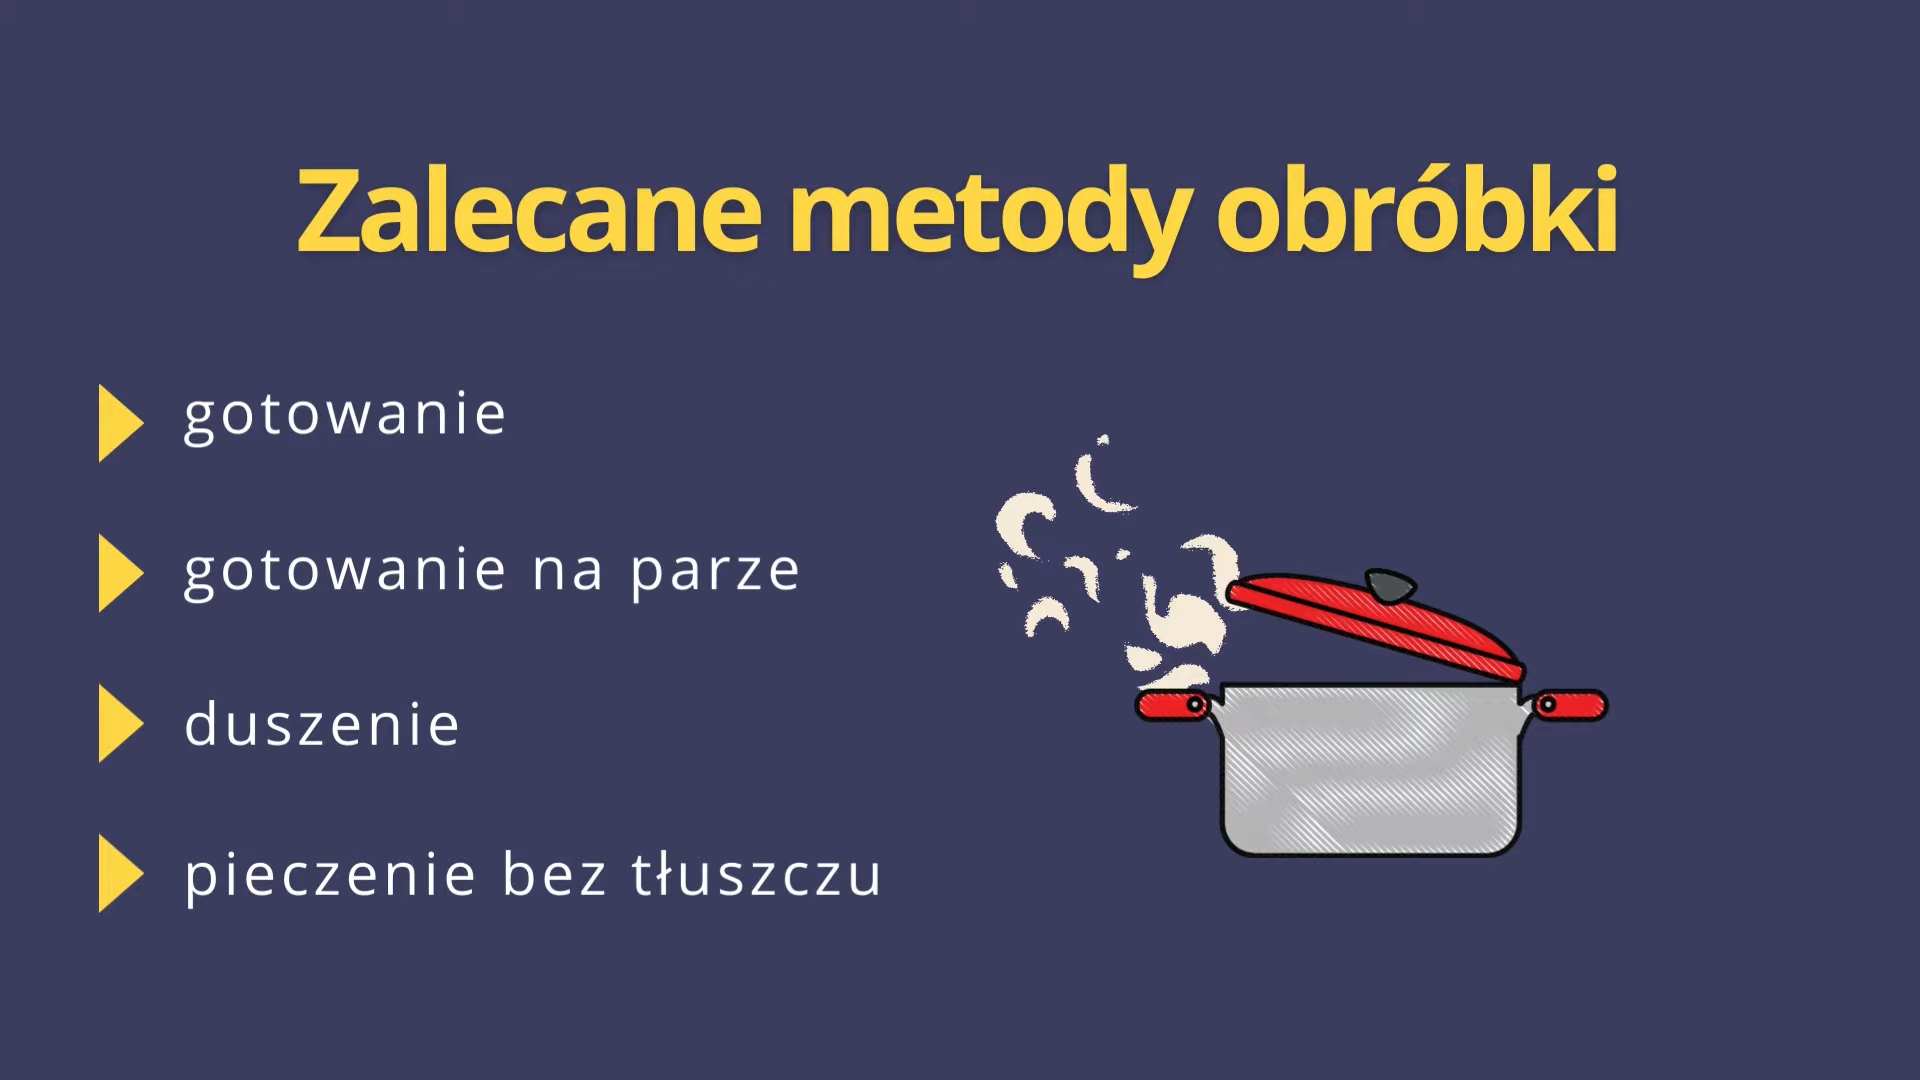 Zalecane metody obróbki
gotowanie
gotowanie na parze
duszenie
pieczenie bez tłuszczu